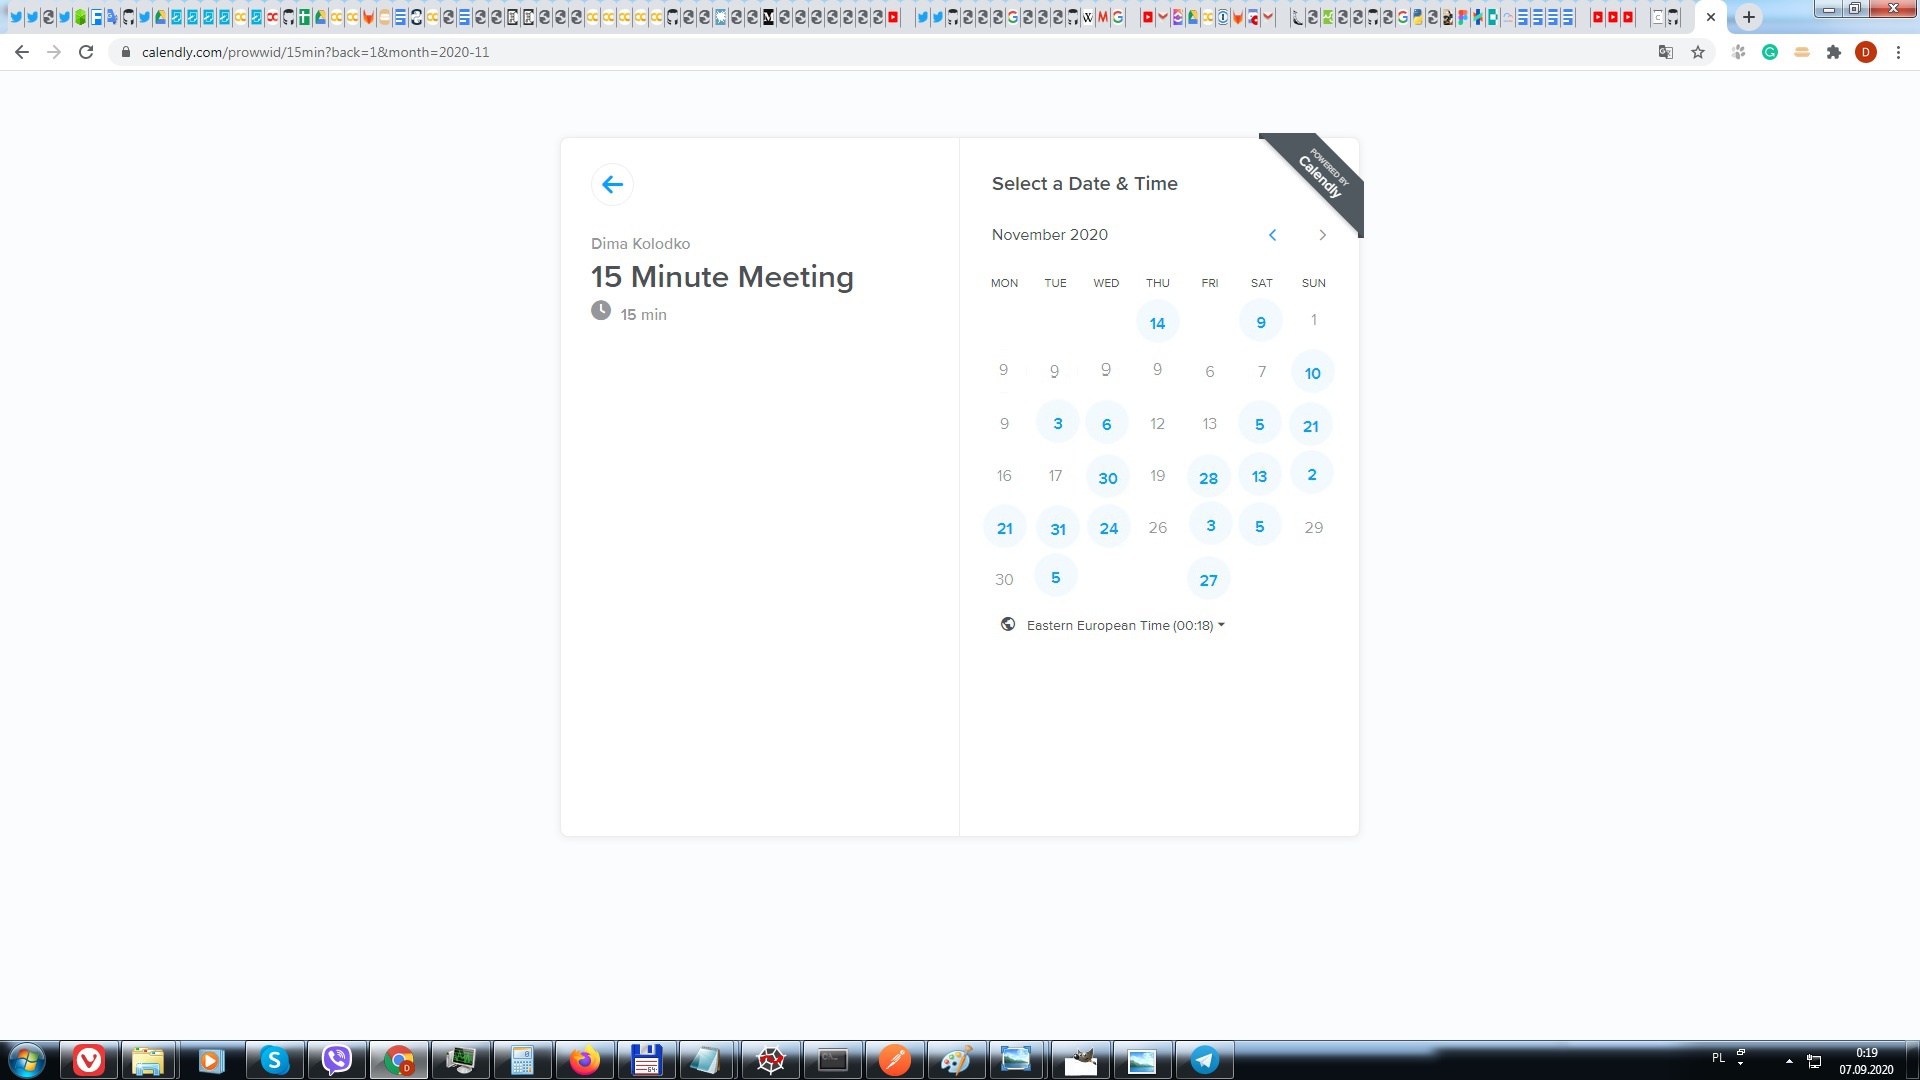 calendly.com/prowwid/15min?back=1&month=2020-11
D
POWERED BY
Calendly
Select a Date & Time
Dima Kolodko
November 2020
15 Minute Meeting
15 min
MON TUE WED THU FRI SAT SUN
14 9 1
9 9 9 9 6 7 10
9 3 6 12 13 5 21
16 17 30 19 28 13 2
21 31 24 26 3 5 29
30 5 27
Eastern European Time (00:18)
PL
0:19
07.09.2020